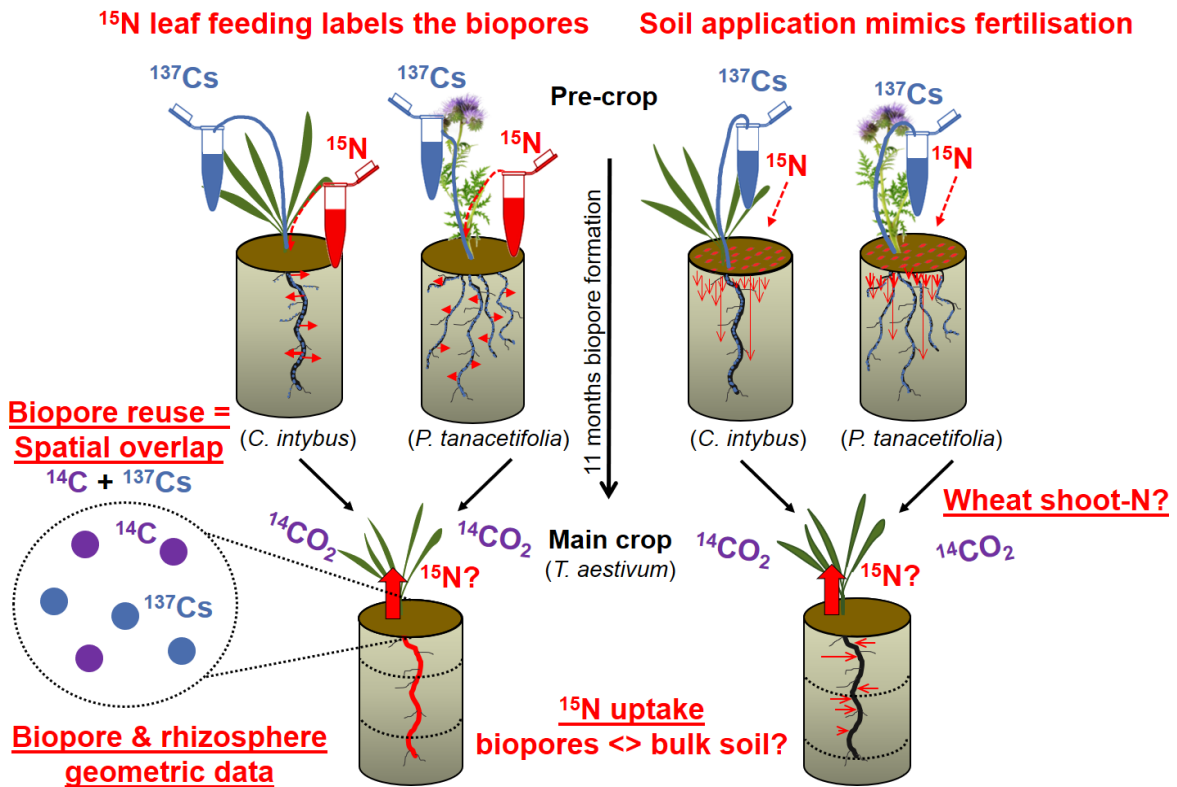 ¹⁵N leaf feeding labels the biopores
Soil application mimics fertilisation
¹³⁷Cs
¹³⁷Cs
Pre-crop
¹³⁷Cs
¹³⁷Cs
¹⁵N
¹⁵N
¹⁵N
¹⁵N
11 months biopore formation
Biopore reuse =
Spatial overlap
(C. intybus)
(P. tanacetifolia)
(C. intybus)
(P. tanacetifolia)
¹⁴C + ¹³⁷Cs
¹⁴C
¹³⁷Cs
¹⁴CO₂
¹⁴CO₂
Main crop
(T. aestivum)
¹⁵N?
Wheat shoot-N?
¹⁴CO₂
¹⁴CO₂
¹⁵N?
Biopore & rhizosphere
geometric data
¹⁵N uptake
biopores <> bulk soil?